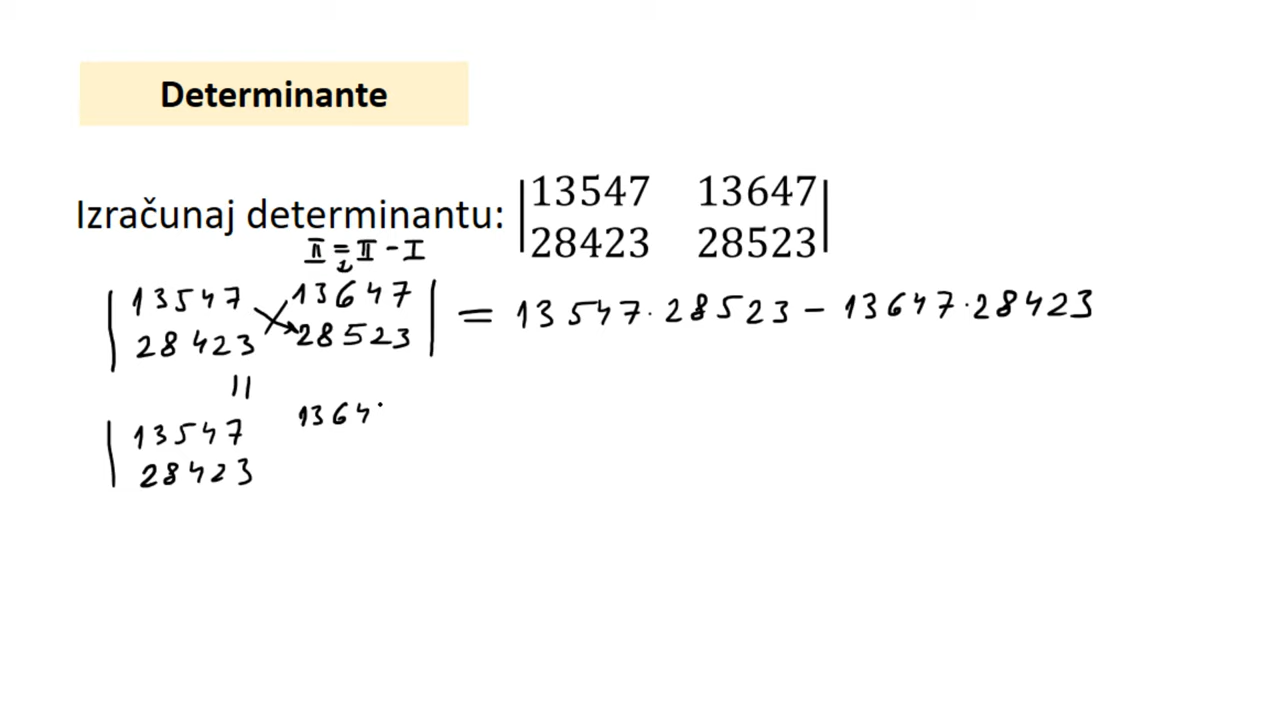 Determinante
Izračunaj determinantu: |13547 13647|
|28423 28523|
II = II - I
|13547 13647| = 13547·28523 - 13647·28423
|28423 28523|
||
|13547 1364
|28423